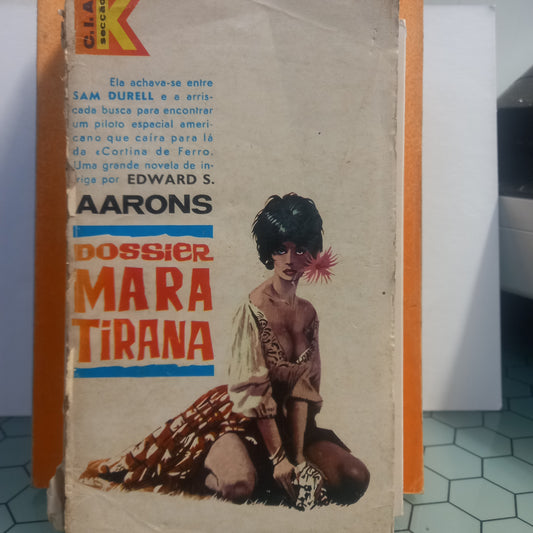 C.I.A.
secção
K
Ela achava-se entre
SAM DURELL e a arris-
cada busca para encontrar
um piloto espacial ameri-
cano que caíra para lá
da «Cortina de Ferro.
Uma grande novela de in-
riga por EDWARD S.
AARONS
DOSSIER
MARA
TIRANA